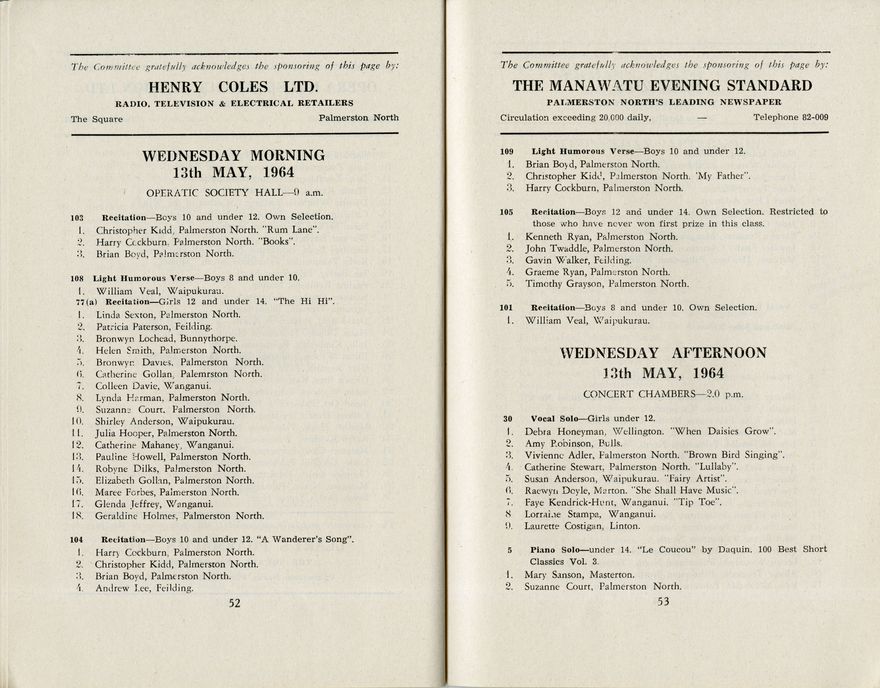 The Committee gratefully acknowledges the sponsoring of this page by:
HENRY COLES LTD.
RADIO, TELEVISION & ELECTRICAL RETAILERS
The Square Palmerston North
WEDNESDAY MORNING
13th MAY, 1964
OPERATIC SOCIETY HALL—9 a.m.
103 Recitation—Boys 10 and under 12. Own Selection.
1. Christopher Kidd, Palmerston North. "Rum Lane".
2. Harry Cockburn. Palmerston North. "Books".
3. Brian Boyd, Palmerston North.
108 Light Humorous Verse—Boys 8 and under 10.
1. William Veal, Waipukurau.
77(a) Recitation—Girls 12 and under 14. "The Hi Hi".
1. Linda Sexton, Palmerston North.
2. Patricia Paterson, Feilding.
3. Bronwyn Lochead, Bunnythorpe.
4. Helen Smith, Palmerston North.
5. Bronwyn Davies, Palmerston North.
6. Catherine Gollan, Palemrston North.
7. Colleen Davie, Wanganui.
8. Lynda Harman, Palmerston North.
9. Suzanne Court, Palmerston North.
10. Shirley Anderson, Waipukurau.
11. Julia Hooper, Palmerston North.
12. Catherine Mahaney, Wanganui.
13. Pauline Howell, Palmerston North.
14. Robyne Dilks, Palmerston North.
15. Elizabeth Gollan, Palmerston North.
16. Maree Forbes, Palmerston North.
17. Glenda Jeffrey, Wanganui.
18. Geraldine Holmes, Palmerston North.
104 Recitation—Boys 10 and under 12. "A Wanderer's Song".
1. Harry Cockburn, Palmerston North.
2. Christopher Kidd, Palmerston North.
3. Brian Boyd, Palmerston North.
4. Andrew Lee, Feilding.
52
The Committee gratefully acknowledges the sponsoring of this page by:
THE MANAWATU EVENING STANDARD
PALMERSTON NORTH'S LEADING NEWSPAPER
Circulation exceeding 20,000 daily, — Telephone 82-009
109 Light Humorous Verse—Boys 10 and under 12.
1. Brian Boyd, Palmerston North.
2. Christopher Kidd, Palmerston North. 'My Father".
3. Harry Cockburn, Palmerston North.
105 Recitation—Boys 12 and under 14. Own Selection. Restricted to
those who have never won first prize in this class.
1. Kenneth Ryan, Palmerston North.
2. John Twaddle, Palmerston North.
3. Gavin Walker, Feilding.
4. Graeme Ryan, Palmerston North.
5. Timothy Grayson, Palmerston North.
101 Recitation—Boys 8 and under 10. Own Selection.
1. William Veal, Waipukurau.
WEDNESDAY AFTERNOON
13th MAY, 1964
CONCERT CHAMBERS—2.0 p.m.
30 Vocal Solo—Girls under 12.
1. Debra Honeyman, Wellington. "When Daisies Grow".
2. Amy Robinson, Bulls.
3. Vivienne Adler, Palmerston North. "Brown Bird Singing".
4. Catherine Stewart, Palmerston North. "Lullaby".
5. Susan Anderson, Waipukurau. "Fairy Artist".
6. Raewyn Doyle, Marton. "She Shall Have Music".
7. Faye Kendrick-Hunt, Wanganui. "Tip Toe".
8 Lorraine Stampa, Wanganui.
9. Laurette Costigan, Linton.
5 Piano Solo—under 14. "Le Coucou" by Daquin. 100 Best Short
Classics Vol. 3.
1. Mary Sanson, Masterton.
2. Suzanne Court, Palmerston North.
53